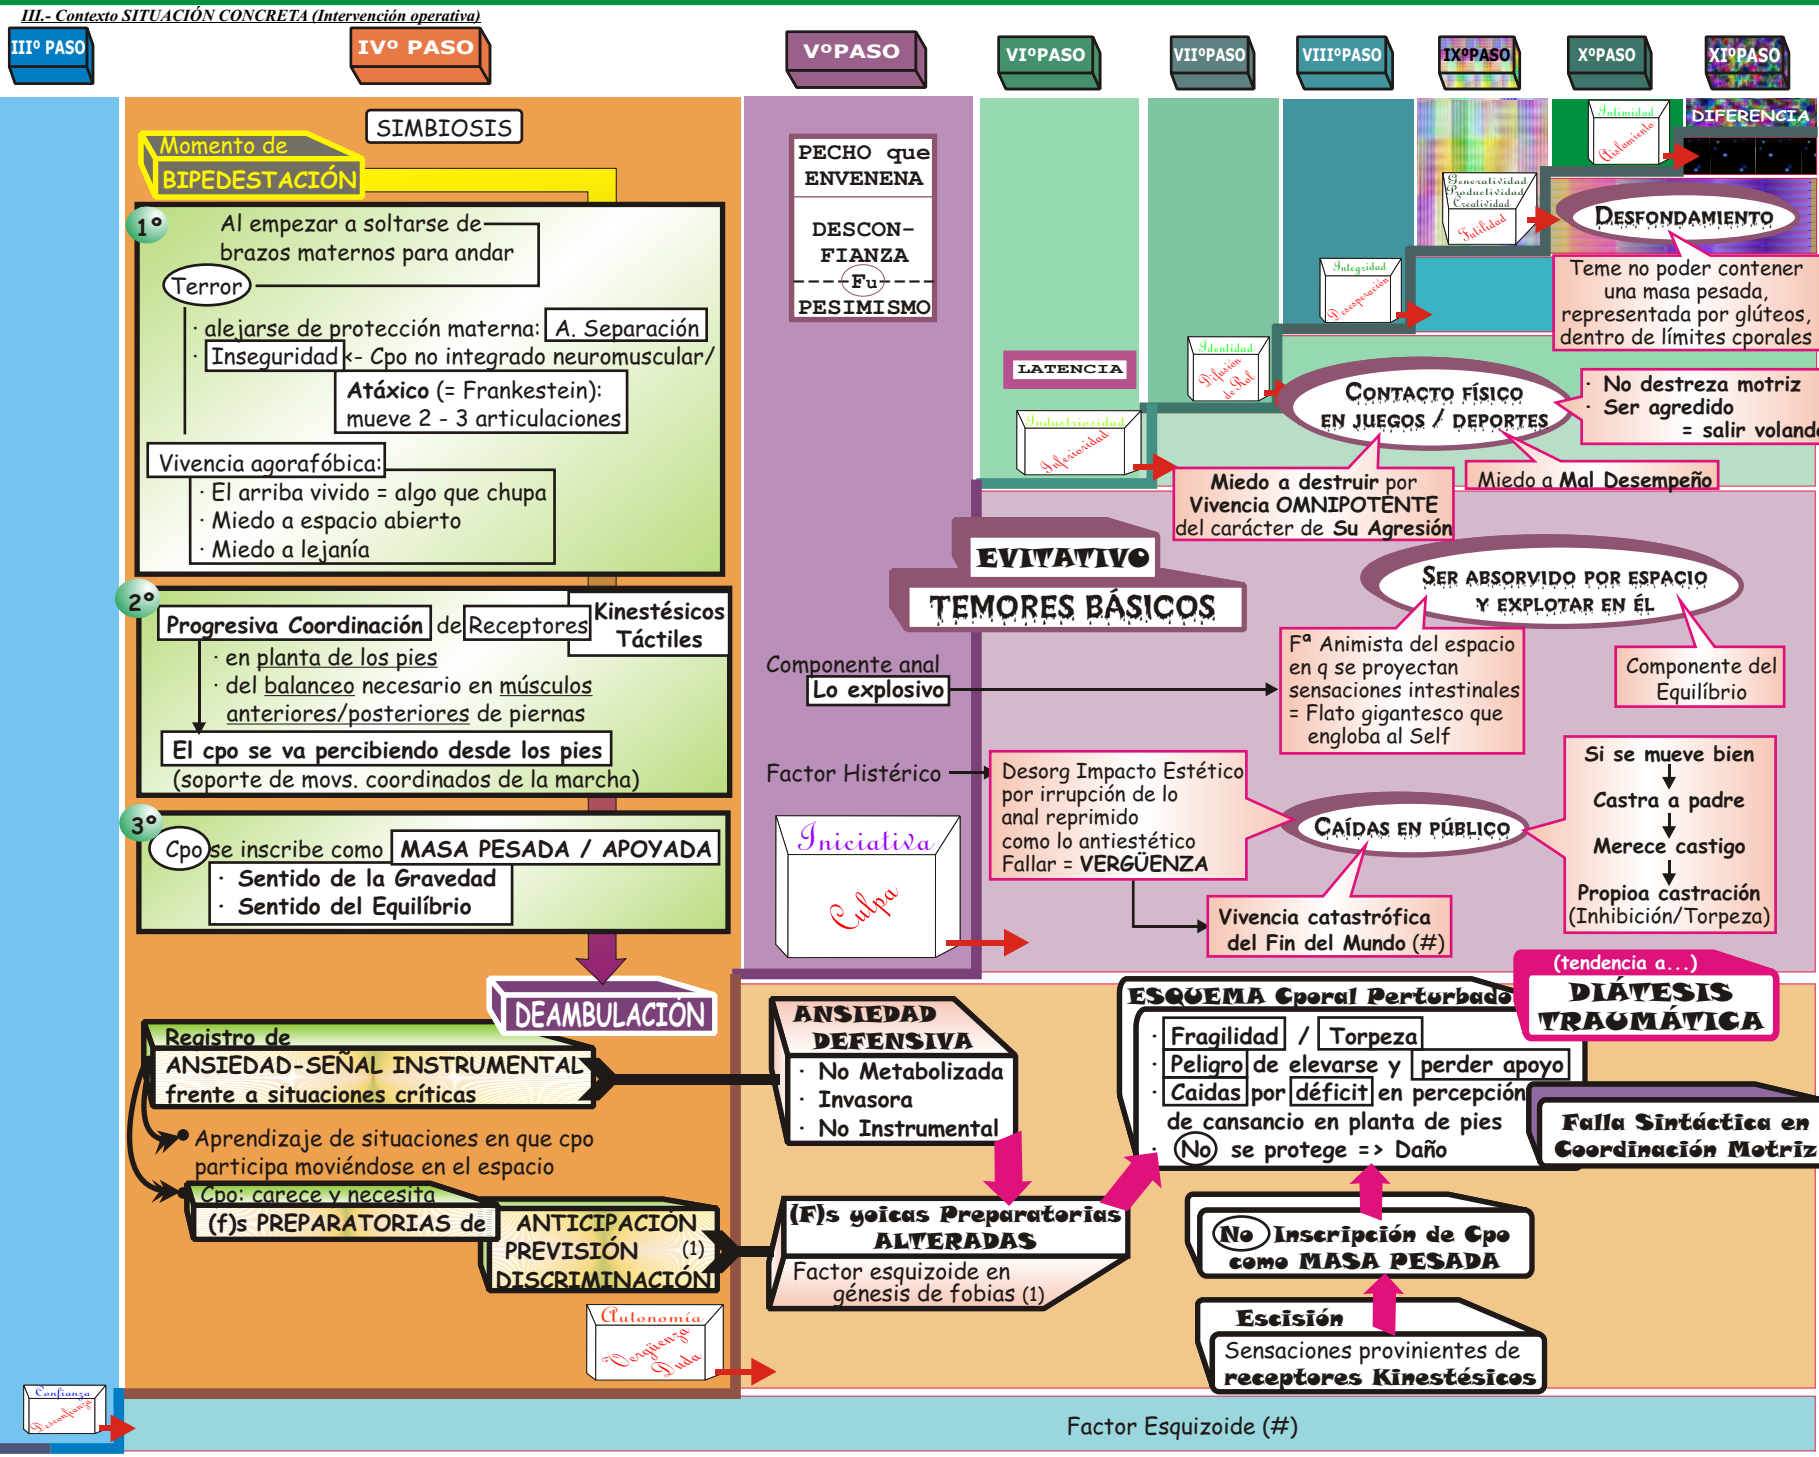 III.- Contexto SITUACIÓN CONCRETA (Intervención operativa)
IIIº PASO
IVº PASO
VºPASO
VIºPASO
VIIºPASO
VIIIºPASO
IXºPASO
XºPASO
XIºPASO
SIMBIOSIS
Momento de
BIPEDESTACIÓN
1º
Al empezar a soltarse de
brazos maternos para andar
Terror
· alejarse de protección materna: A. Separación
· Inseguridad <- Cpo no integrado neuromuscular/
Atáxico (= Frankestein):
mueve 2 - 3 articulaciones
Vivencia agorafóbica:
· El arriba vivido = algo que chupa
· Miedo a espacio abierto
· Miedo a lejanía
2º
Progresiva Coordinación de Receptores Kinestésicos
Táctiles
· en planta de los pies
· del balanceo necesario en músculos
anteriores/posteriores de piernas
El cpo se va percibiendo desde los pies
(soporte de movs. coordinados de la marcha)
3º
Cpo se inscribe como MASA PESADA / APOYADA
· Sentido de la Gravedad
· Sentido del Equilíbrio
DEAMBULACIÓN
Registro de
ANSIEDAD-SEÑAL INSTRUMENTAL
frente a situaciones críticas
Aprendizaje de situaciones en que cpo
participa moviéndose en el espacio
Cpo: carece y necesita
(f)s PREPARATORIAS de
ANTICIPACIÓN
PREVISIÓN (1)
DISCRIMINACIÓN
Autonomía
Vergüenza
Duda
Confianza
Desconfianza
PECHO que
ENVENENA
DESCON-
FIANZA
Fu
PESIMISMO
LATENCIA
Industriosidad
Inferioridad
Identidad
Difusión
de Rol
Integridad
Desesperación
Generatividad
Productividad
Creatividad
Futilidad
Intimidad
Aislamiento
DIFERENCIA
DESFONDAMIENTO
Teme no poder contener
una masa pesada,
representada por glúteos,
dentro de límites cporales
CONTACTO FÍSICO
EN JUEGOS / DEPORTES
· No destreza motriz
· Ser agredido
= salir volando
Miedo a destruir por
Vivencia OMNIPOTENTE
del carácter de Su Agresión
Miedo a Mal Desempeño
EVITATIVO
TEMORES BÁSICOS
SER ABSORVIDO POR ESPACIO
Y EXPLOTAR EN ÉL
Componente anal
Lo explosivo
Fª Animista del espacio
en q se proyectan
sensaciones intestinales
= Flato gigantesco que
engloba al Self
Componente del
Equilíbrio
Factor Histérico
Desorg Impacto Estético
por irrupción de lo
anal reprimido
como lo antiestético
Fallar = VERGÜENZA
CAÍDAS EN PÚBLICO
Si se mueve bien
Castra a padre
Merece castigo
Propioa castración
(Inhibición/Torpeza)
Vivencia catastrófica
del Fin del Mundo (#)
Iniciativa
Culpa
ANSIEDAD
DEFENSIVA
· No Metabolizada
· Invasora
· No Instrumental
(F)s yoicas Preparatorias
ALTERADAS
Factor esquizoide en
génesis de fobias (1)
ESQUEMA Cporal Perturbado
· Fragilidad / Torpeza
· Peligro de elevarse y perder apoyo
· Caidas por déficit en percepción
de cansancio en planta de pies
· No se protege => Daño
(tendencia a...)
DIÁTESIS
TRAUMÁTICA
Falla Sintáctica en
Coordinación Motriz
No Inscripción de Cpo
como MASA PESADA
Escisión
Sensaciones provinientes de
receptores Kinestésicos
Factor Esquizoide (#)